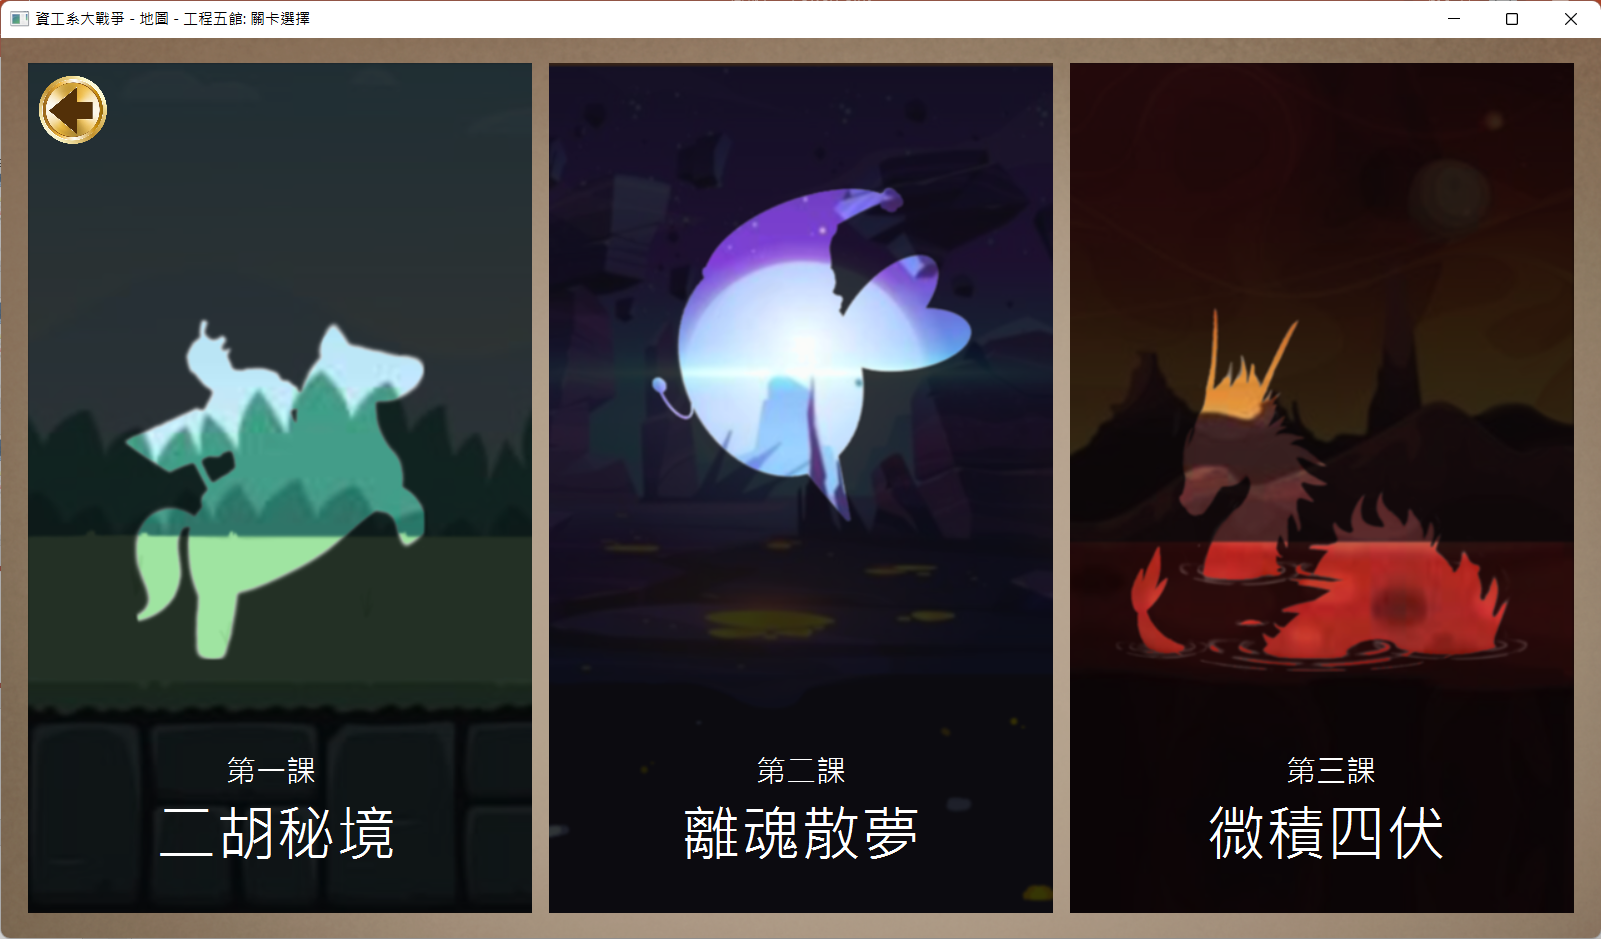 資工系大戰爭 - 地圖 - 工程五館: 關卡選擇
第一課
二胡秘境
第二課
離魂散夢
第三課
微積四伏